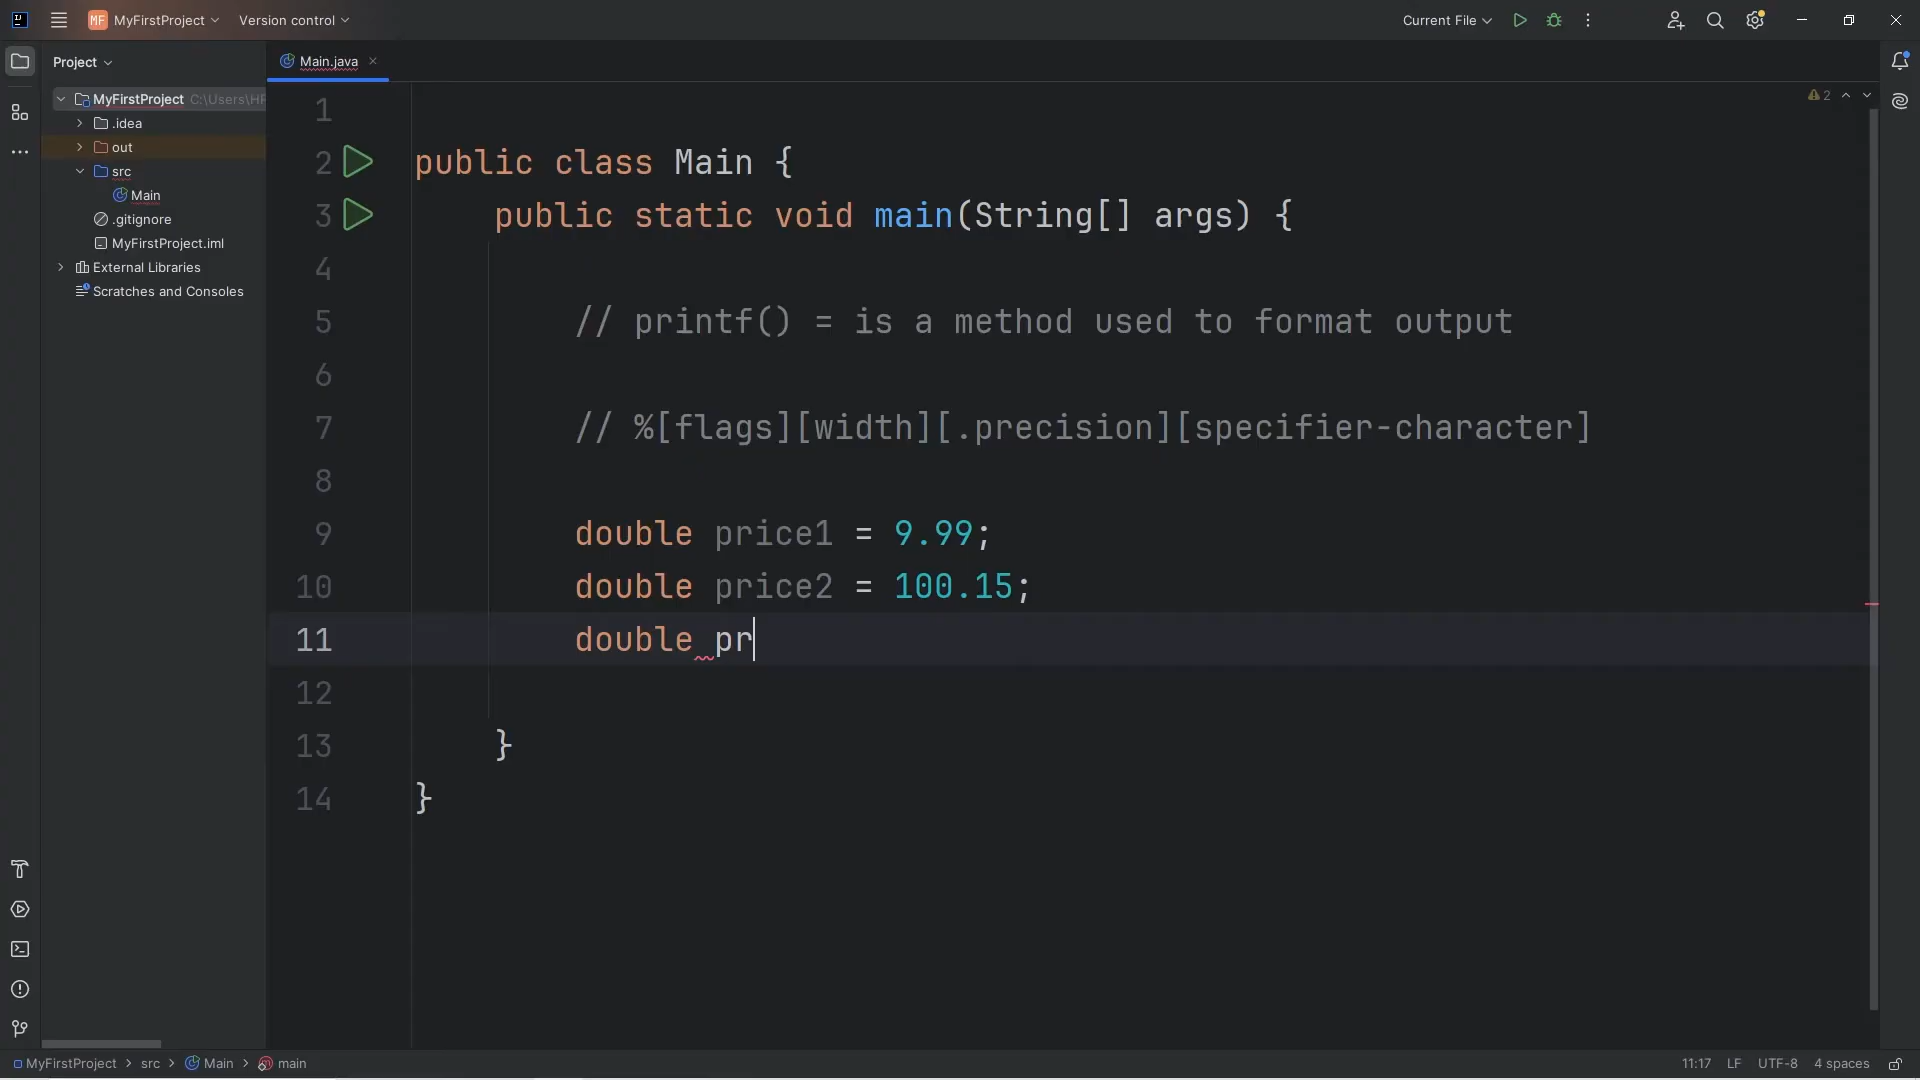 MF MyFirstProject Version control Current File
Project
Main.java
MyFirstProject C:\Users\HP
.idea
out
src
Main
.gitignore
MyFirstProject.iml
External Libraries
Scratches and Consoles
2
1
2 public class Main {
3 public static void main(String[] args) {
4
5 // printf() = is a method used to format output
6
7 // %[flags][width][.precision][specifier-character]
8
9 double price1 = 9.99;
10 double price2 = 100.15;
11 double pr
12
13 }
14 }
MyFirstProject > src > Main > main 11:17 LF UTF-8 4 spaces